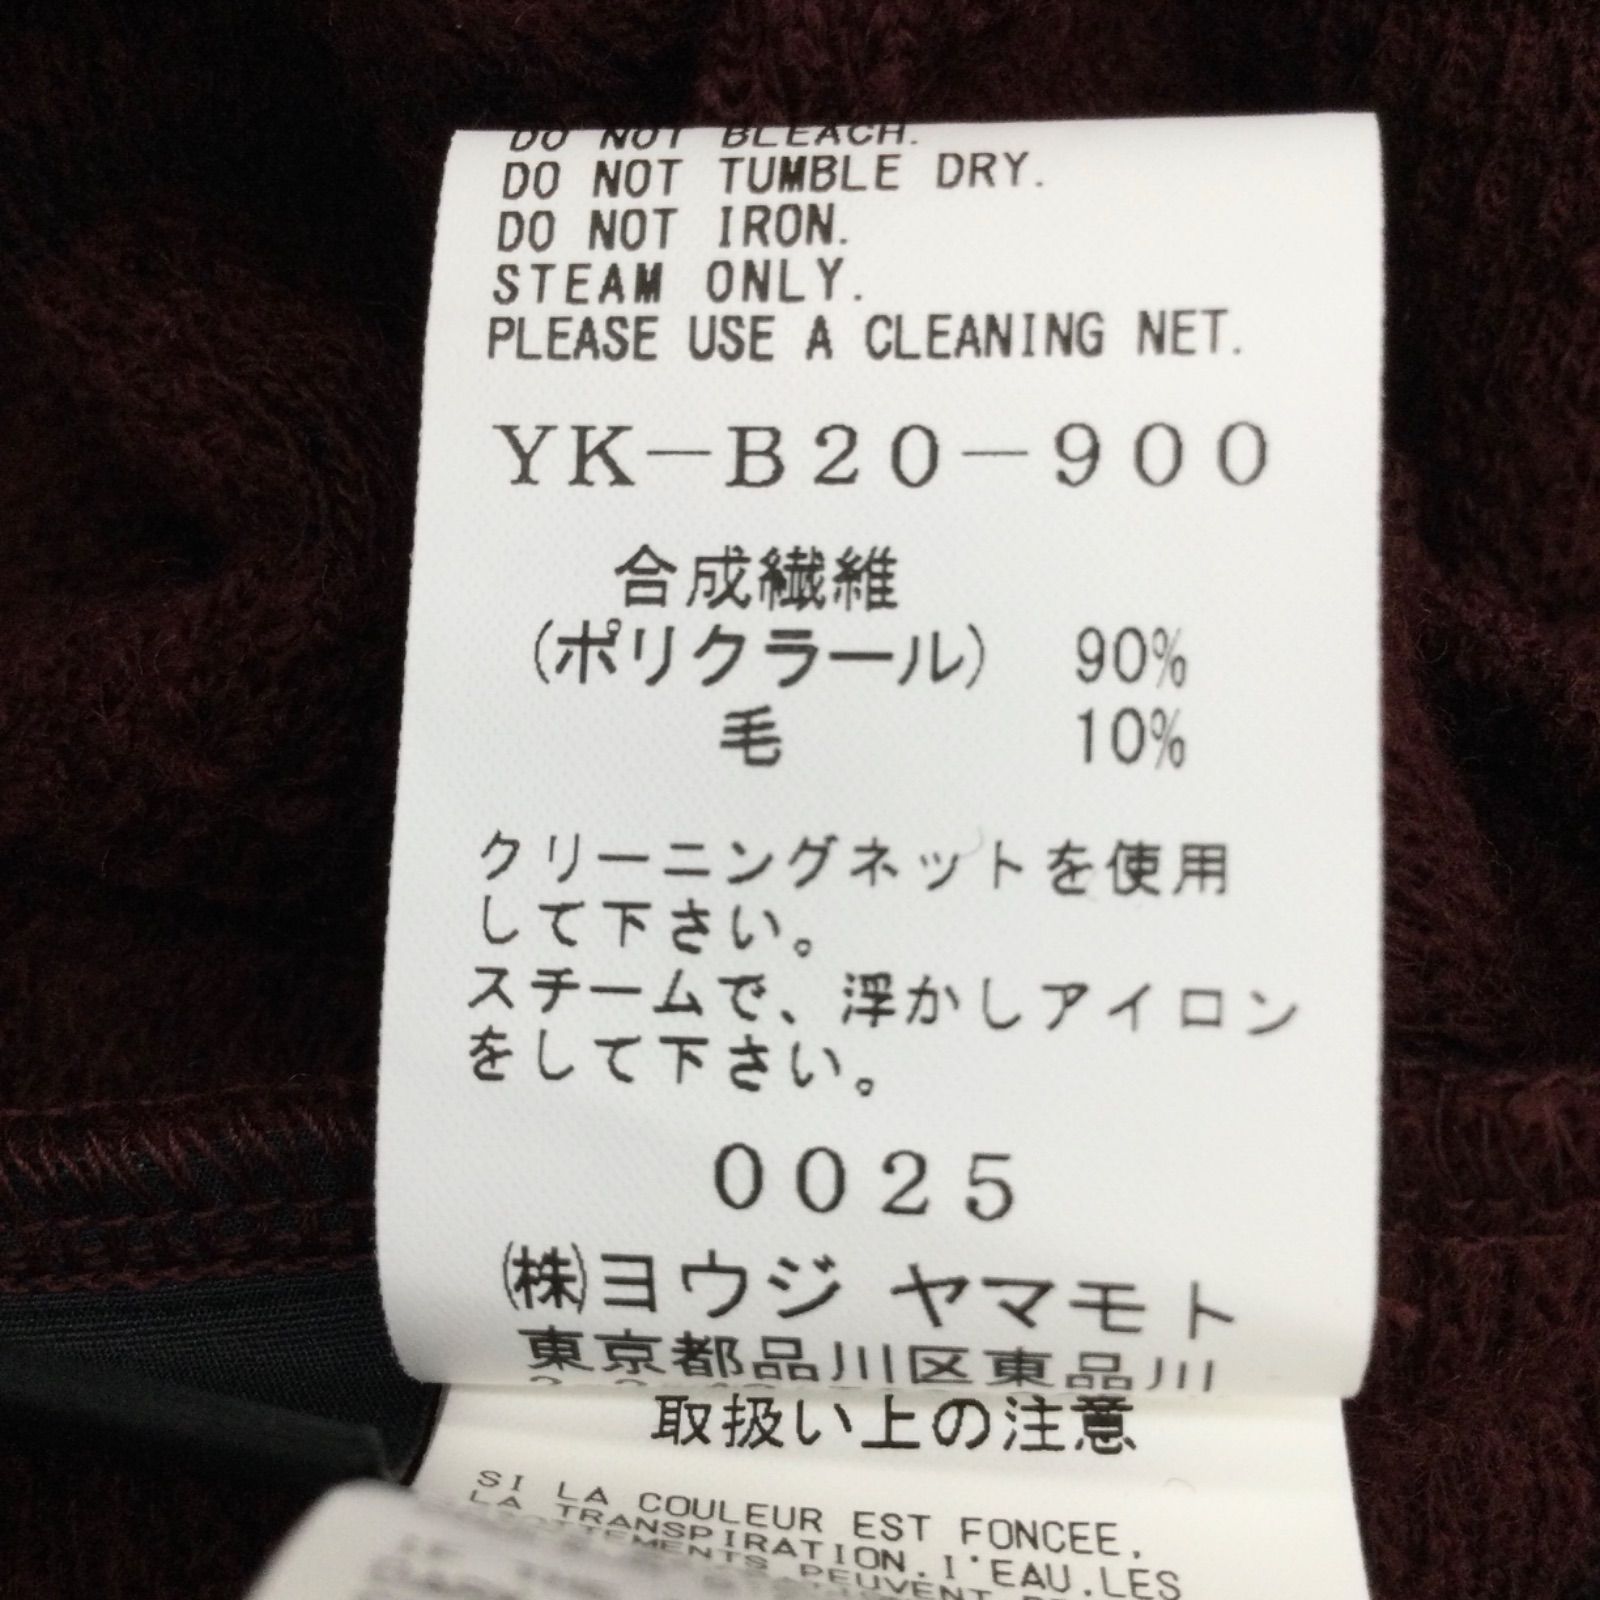 DO NOT BLEACH.
DO NOT TUMBLE DRY.
DO NOT IRON.
STEAM ONLY.
PLEASE USE A CLEANING NET.
YK-B20-900
合成繊維
(ポリクラール) 90%
毛 10%
クリーニングネットを使用
して下さい。
スチームで、浮かしアイロン
をして下さい。
0025
㈱ヨウジ ヤマモト
東京都品川区東品川
取扱い上の注意
SI LA COULEUR EST FONCEE,
LA TRANSPIRATION, l'EAU, LES
PEUVENT